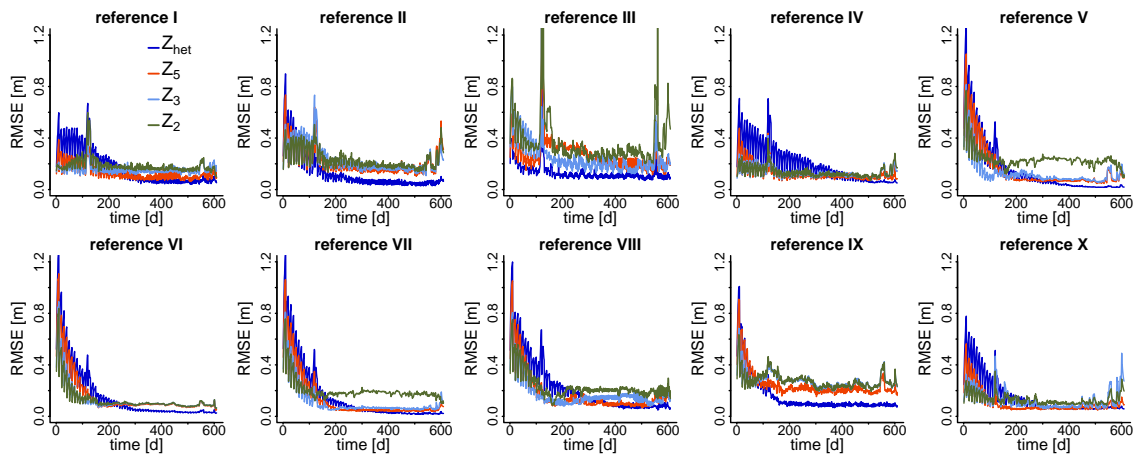 reference I
reference II
reference III
reference IV
reference V
RMSE [m]
1.2
0.8
0.4
0.0
Z_het
Z_5
Z_3
Z_2
0 200 400 600
time [d]
RMSE [m]
1.2
0.8
0.4
0.0
0 200 400 600
time [d]
RMSE [m]
1.2
0.8
0.4
0.0
0 200 400 600
time [d]
RMSE [m]
1.2
0.8
0.4
0.0
0 200 400 600
time [d]
RMSE [m]
1.2
0.8
0.4
0.0
0 200 400 600
time [d]
reference VI
reference VII
reference VIII
reference IX
reference X
RMSE [m]
1.2
0.8
0.4
0.0
0 200 400 600
time [d]
RMSE [m]
1.2
0.8
0.4
0.0
0 200 400 600
time [d]
RMSE [m]
1.2
0.8
0.4
0.0
0 200 400 600
time [d]
RMSE [m]
1.2
0.8
0.4
0.0
0 200 400 600
time [d]
RMSE [m]
1.2
0.8
0.4
0.0
0 200 400 600
time [d]